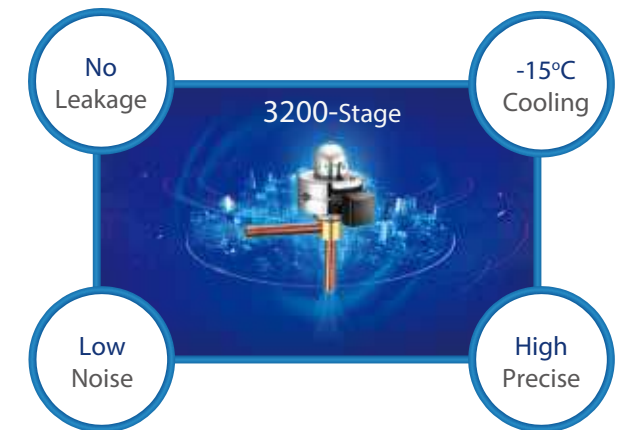 No
Leakage
-15°C
Cooling
3200-Stage
Low
Noise
High
Precise